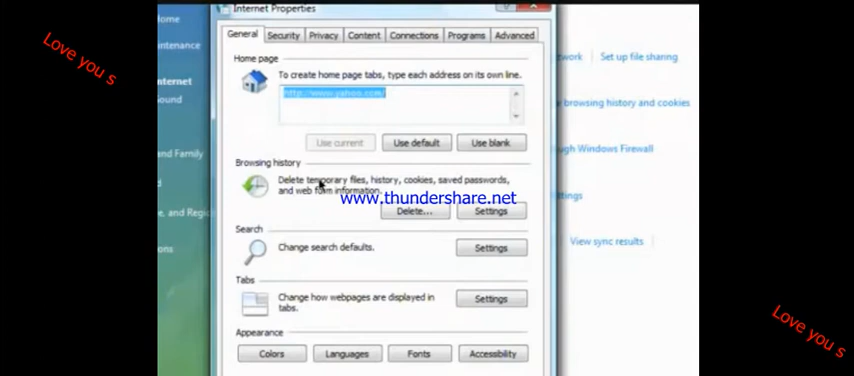 Internet Properties
Home
Love you s
ntenance
nternet
ound
and Family
e, and Regi
ons
General Security Privacy Content Connections Programs Advanced
Home page
To create home page tabs, type each address on its own line.
http://www.yahoo.com/
Use current Use default Use blank
Browsing history
Delete temporary files, history, cookies, saved passwords,
and web form information.
www.thundershare.net
Delete... Settings
Search
Change search defaults.
Settings
Tabs
Change how webpages are displayed in
tabs.
Settings
Appearance
Colors Languages Fonts Accessibility
work Set up file sharing
browsing history and cookies
ugh Windows Firewall
ttings
View sync results
Love you s